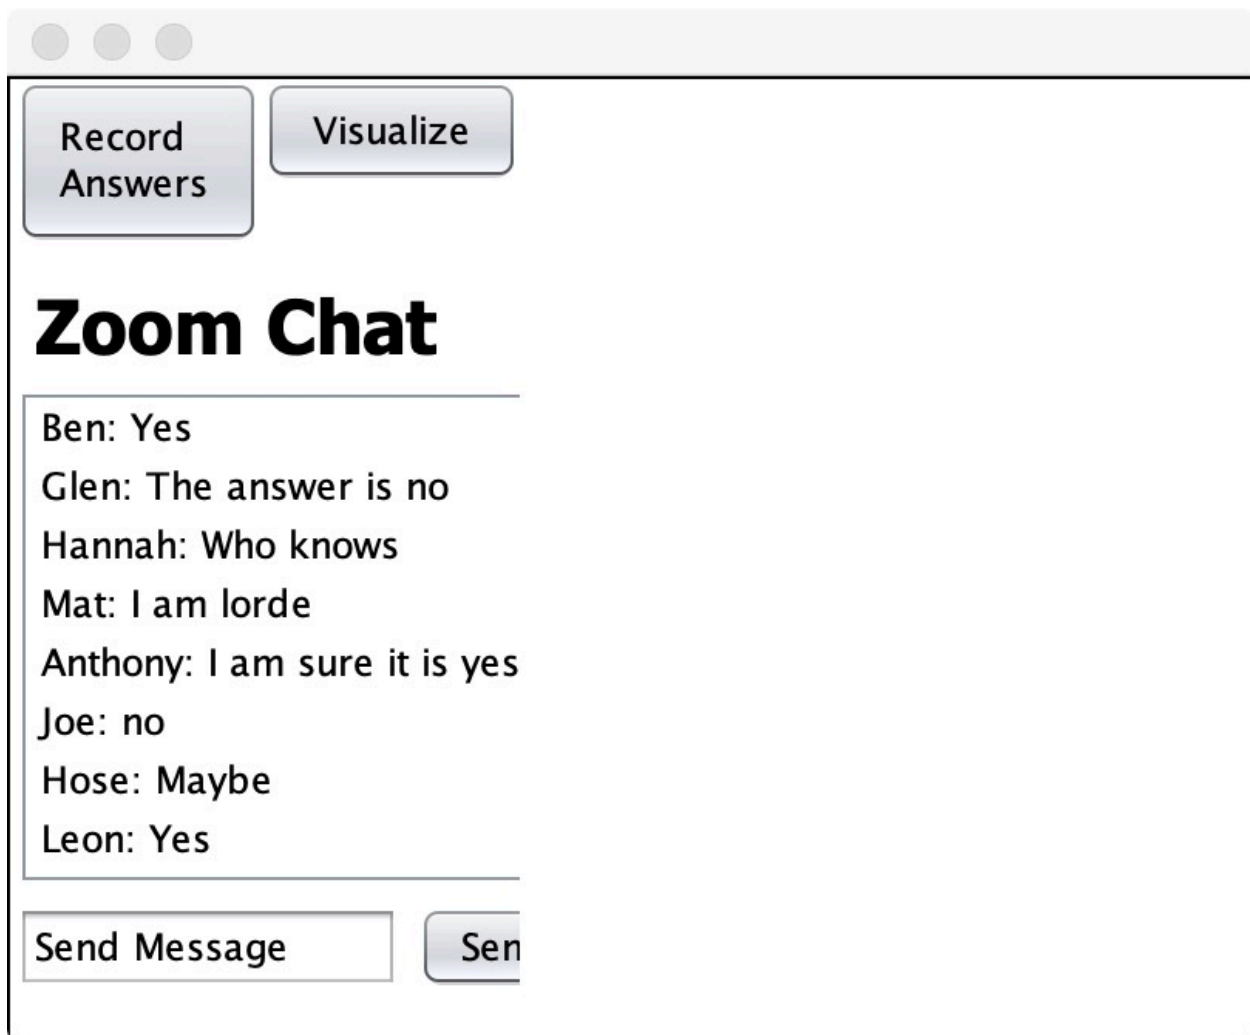 Record
Answers
Visualize
Zoom Chat
Ben: Yes
Glen: The answer is no
Hannah: Who knows
Mat: I am lorde
Anthony: I am sure it is yes
Joe: no
Hose: Maybe
Leon: Yes
Send Message
Sen